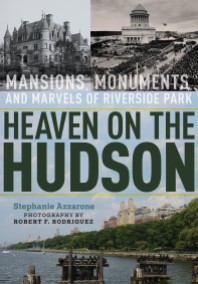 MANSIONS, MONUMENTS,
AND MARVELS OF RIVERSIDE PARK
HEAVEN ON THE
HUDSON
Stephanie Azzarone
PHOTOGRAPHY BY
ROBERT F. RODRIGUEZ